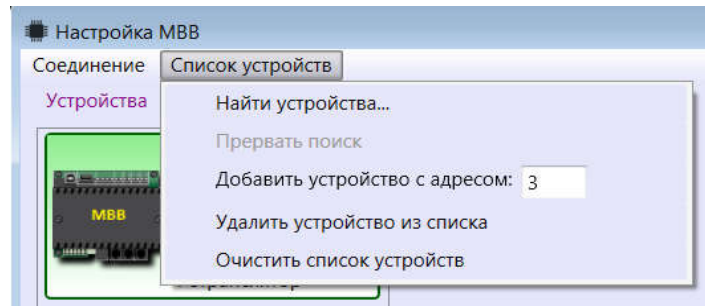 Настройка МВВ
Соединение Список устройств
Устройства
Найти устройства...
Прервать поиск
Добавить устройство с адресом: 3
МВВ
Удалить устройство из списка
Очистить список устройств